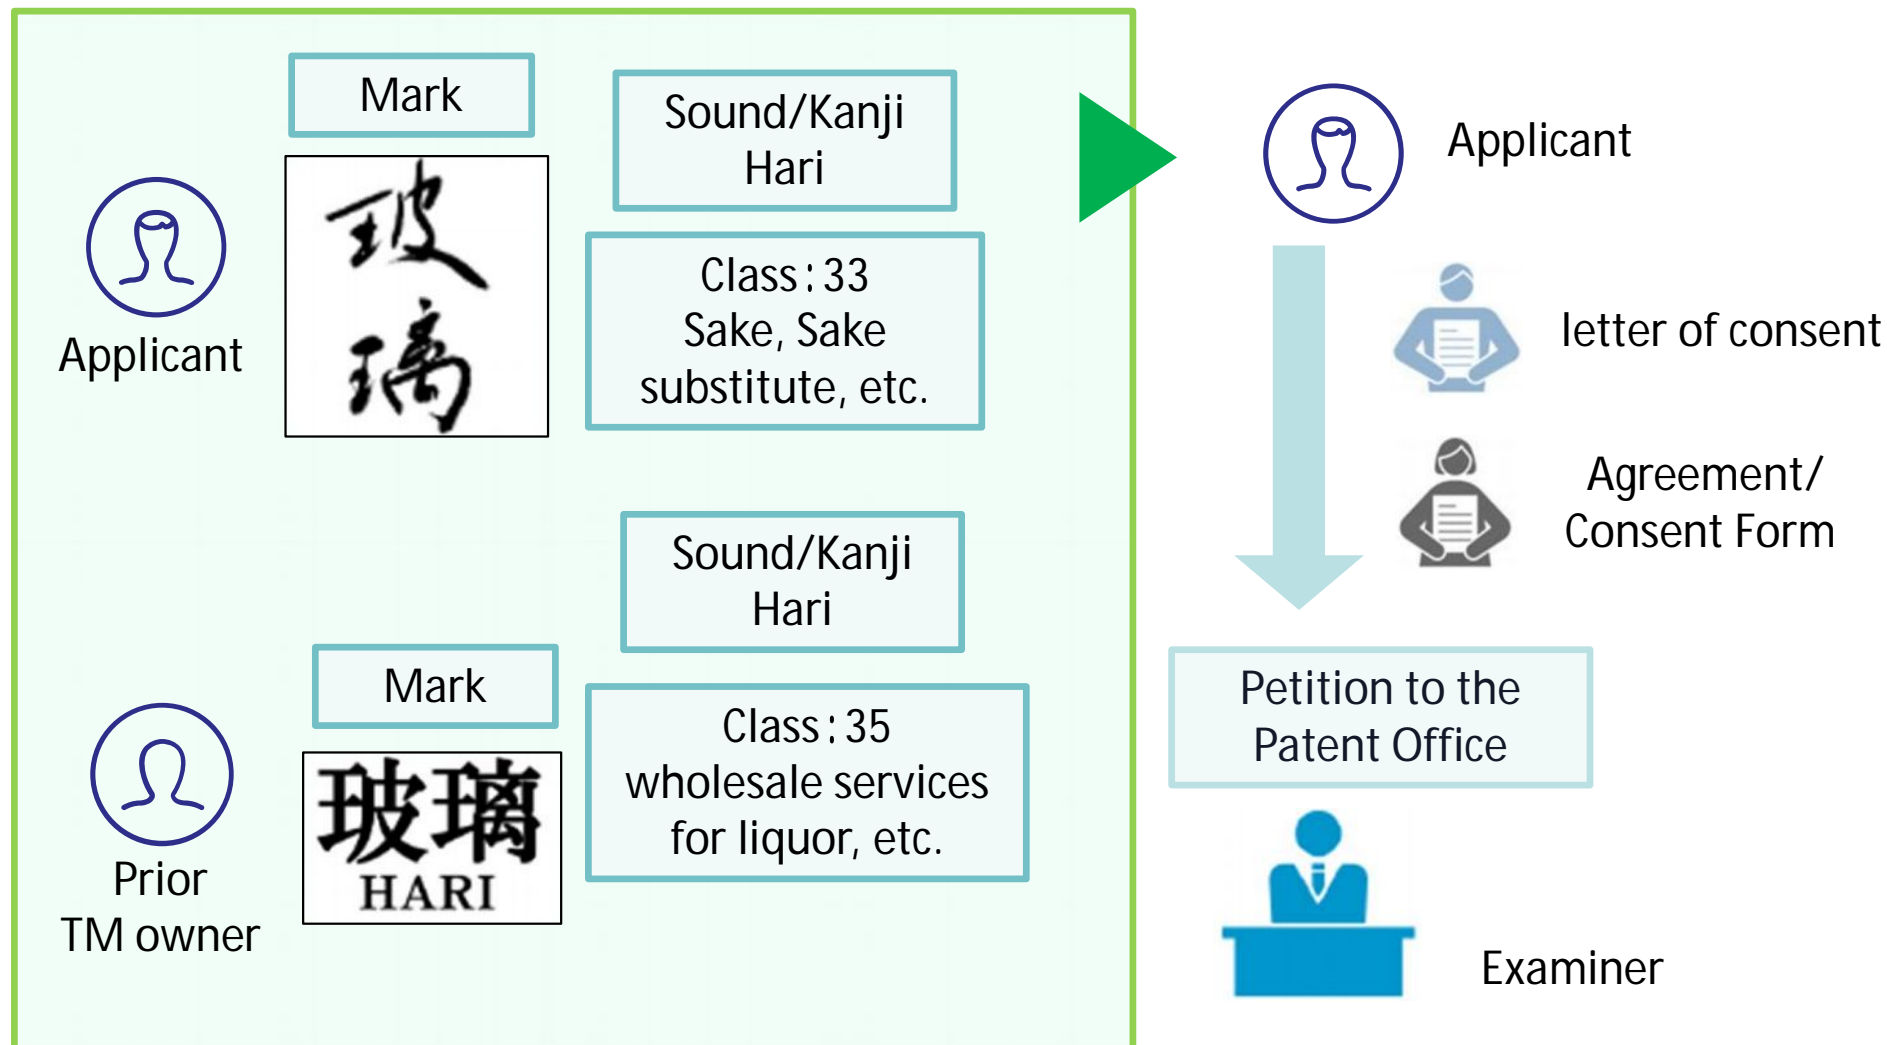 Mark
Sound/Kanji
Hari
玻
璃
Class : 33
Sake, Sake
substitute, etc.
Applicant
Sound/Kanji
Hari
Mark
玻璃
HARI
Class : 35
wholesale services
for liquor, etc.
Prior
TM owner
Applicant
letter of consent
Agreement/
Consent Form
Petition to the
Patent Office
Examiner